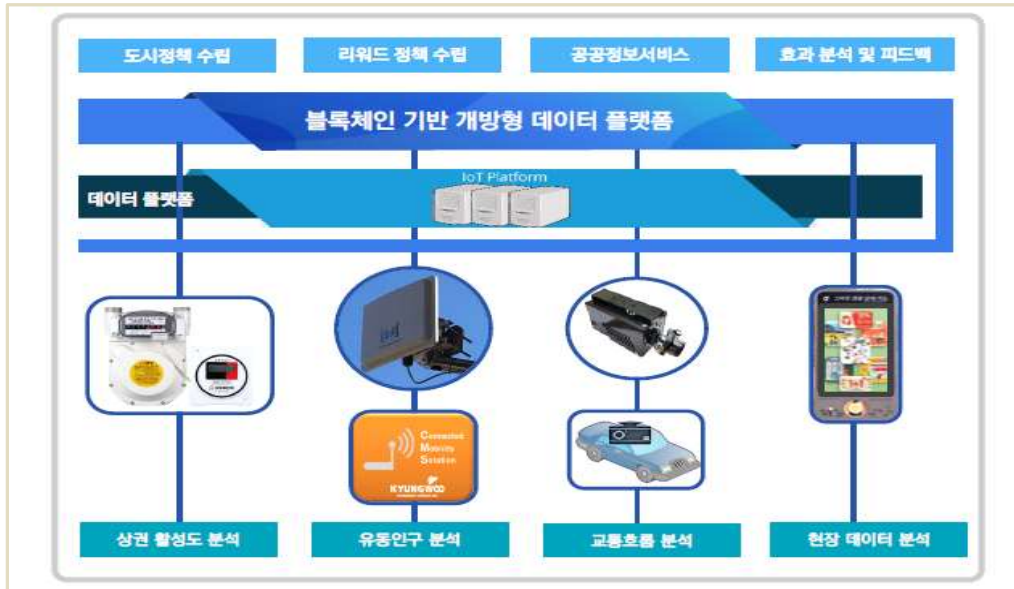 도시정책 수립
리워드 정책 수립
공공정보서비스
효과 분석 및 피드백
블록체인 기반 개방형 데이터 플랫폼
IoT Platform
데이터 플랫폼
Connected
KYUNGWOO
상권 활성도 분석
유동인구 분석
교통흐름 분석
현장 데이터 분석